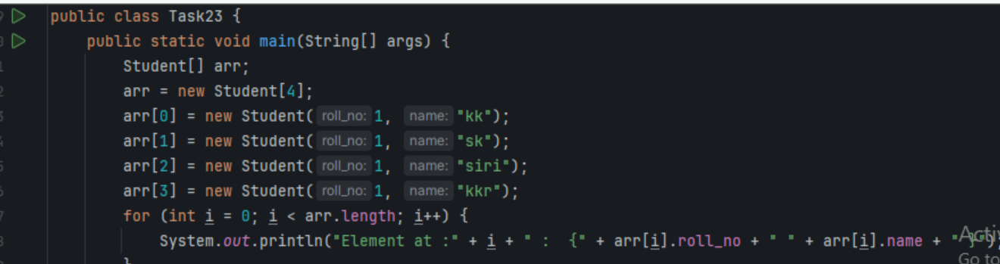 public class Task23 {
public static void main(String[] args) {
Student[] arr;
arr = new Student[4];
arr[0] = new Student( roll_no: 1, name: "kk");
arr[1] = new Student( roll_no: 1, name: "sk");
arr[2] = new Student( roll_no: 1, name: "siri");
arr[3] = new Student( roll_no: 1, name: "kkr");
for (int i = 0; i < arr.length; i++) {
System.out.println("Element at :" + i + " :  {" + arr[i].roll_no + " " + arr[i].name + " }");
}
Go to